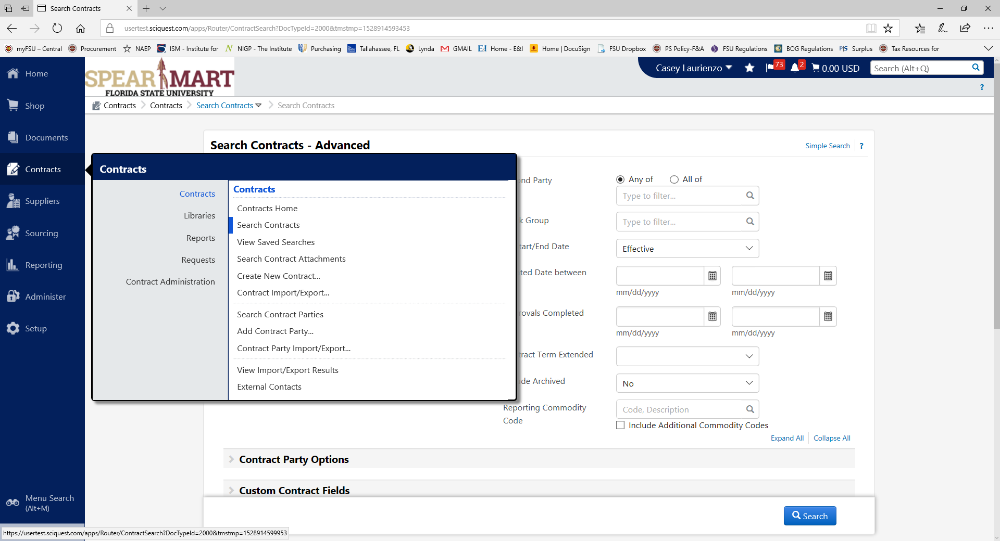 Search Contracts
usertest.sciquest.com/apps/Router/ContractSearch?DocTypeId=2000&tmstmp=1528914593453
myFSU – Central Procurement NAEP ISM - Institute for NIGP - The Institute Purchasing Tallahassee, FL Lynda GMAIL Home - E&I Home | DocuSign FSU Dropbox PS Policy-F&A FSU Regulations BOG Regulations Surplus Tax Resources for
Home
Shop
Documents
Contracts
Suppliers
Sourcing
Reporting
Administer
Setup
Menu Search
(Alt+M)
SPEAR MART
FLORIDA STATE UNIVERSITY
Casey Laurienzo 73 2 0.00 USD Search (Alt+Q)
?
Contracts Contracts Search Contracts Search Contracts
Search Contracts - Advanced
Simple Search ?
Contracts
Contracts
Libraries
Reports
Requests
Contract Administration
Contracts
Contracts Home
Search Contracts
View Saved Searches
Search Contract Attachments
Create New Contract...
Contract Import/Export...
Search Contract Parties
Add Contract Party...
Contract Party Import/Export...
View Import/Export Results
External Contacts
nd Party Any of All of
Type to filter...
k Group Type to filter...
tart/End Date Effective
ted Date between
mm/dd/yyyy mm/dd/yyyy
rovals Completed
mm/dd/yyyy mm/dd/yyyy
ract Term Extended
de Archived No
Reporting Commodity
Code
Code, Description
Include Additional Commodity Codes
Expand All Collapse All
Contract Party Options
Custom Contract Fields
Search
https://usertest.sciquest.com/apps/Router/ContractSearch?DocTypeId=2000&tmstmp=1528914599953